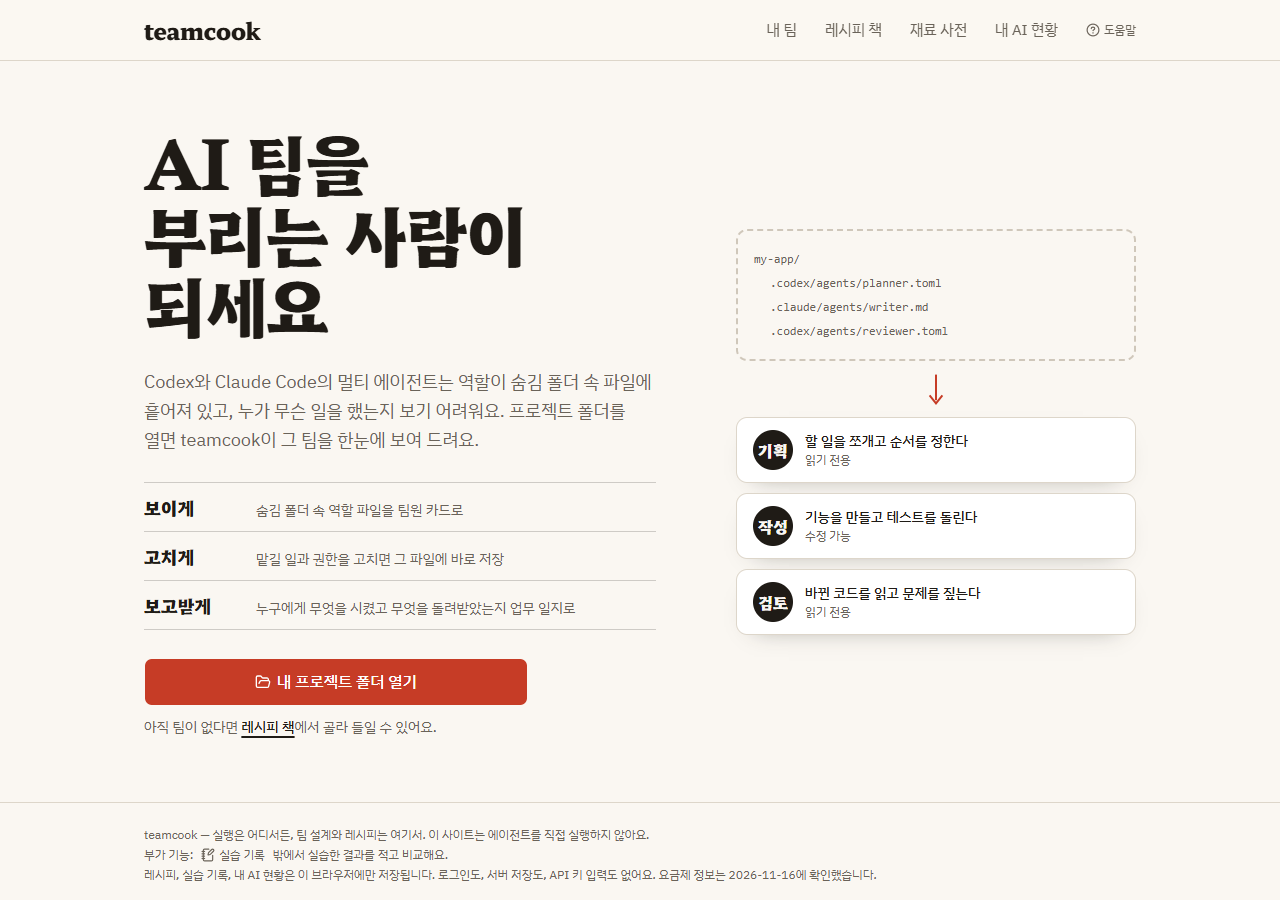 teamcook
내 팀
레시피 책
재료 사전
내 AI 현황
도움말
AI 팀을
부리는 사람이
되세요
Codex와 Claude Code의 멀티 에이전트는 역할이 숨김 폴더 속 파일에
흩어져 있고, 누가 무슨 일을 했는지 보기 어려워요. 프로젝트 폴더를
열면 teamcook이 그 팀을 한눈에 보여 드려요.
보이게 숨김 폴더 속 역할 파일을 팀원 카드로
고치게 맡길 일과 권한을 고치면 그 파일에 바로 저장
보고받게 누구에게 무엇을 시켰고 무엇을 돌려받았는지 업무 일지로
내 프로젝트 폴더 열기
아직 팀이 없다면 레시피 책에서 골라 들일 수 있어요.
my-app/
.codex/agents/planner.toml
.claude/agents/writer.md
.codex/agents/reviewer.toml
기획
할 일을 쪼개고 순서를 정한다
읽기 전용
작성
기능을 만들고 테스트를 돌린다
수정 가능
검토
바뀐 코드를 읽고 문제를 짚는다
읽기 전용
teamcook — 실행은 어디서든, 팀 설계와 레시피는 여기서. 이 사이트는 에이전트를 직접 실행하지 않아요.
부가 기능: 실습 기록 밖에서 실습한 결과를 적고 비교해요.
레시피, 실습 기록, 내 AI 현황은 이 브라우저에만 저장됩니다. 로그인도, 서버 저장도, API 키 입력도 없어요. 요금제 정보는 2026-11-16에 확인했습니다.